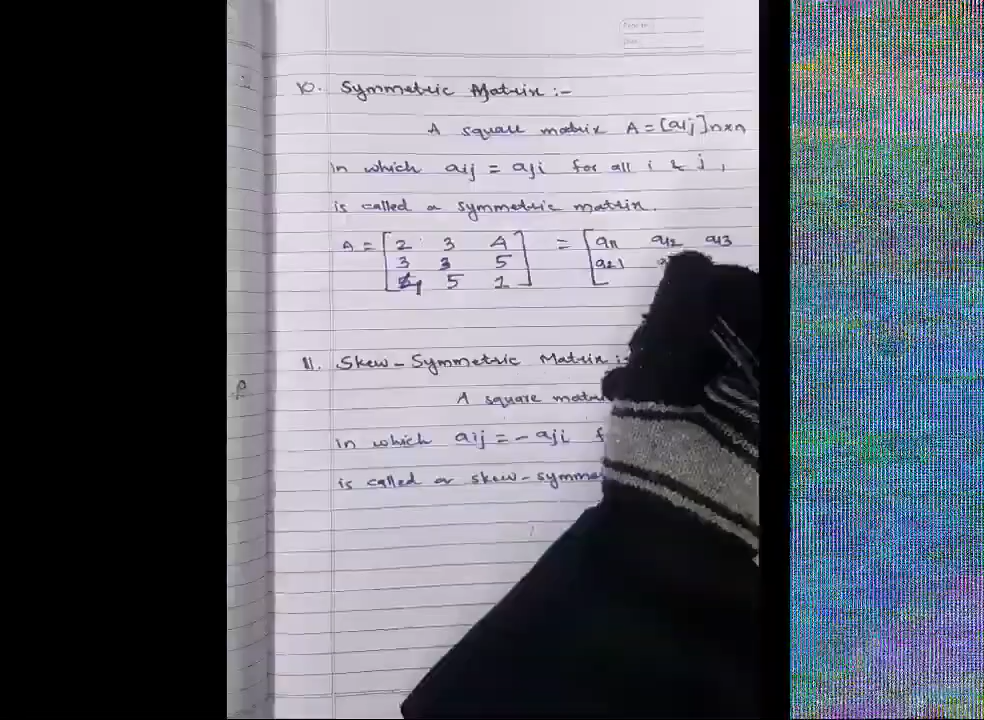 10. Symmetric Matrix :-
A square matrix A = [aij]n×n
in which aij = aji for all i & j,
is called a symmetric matrix.
A = [2 3 4 = [a11 a12 a13
3 3 5 a21
4 5 1]
11. Skew-Symmetric Matrix :-
A square
in which aij = - aji
is called a skew-